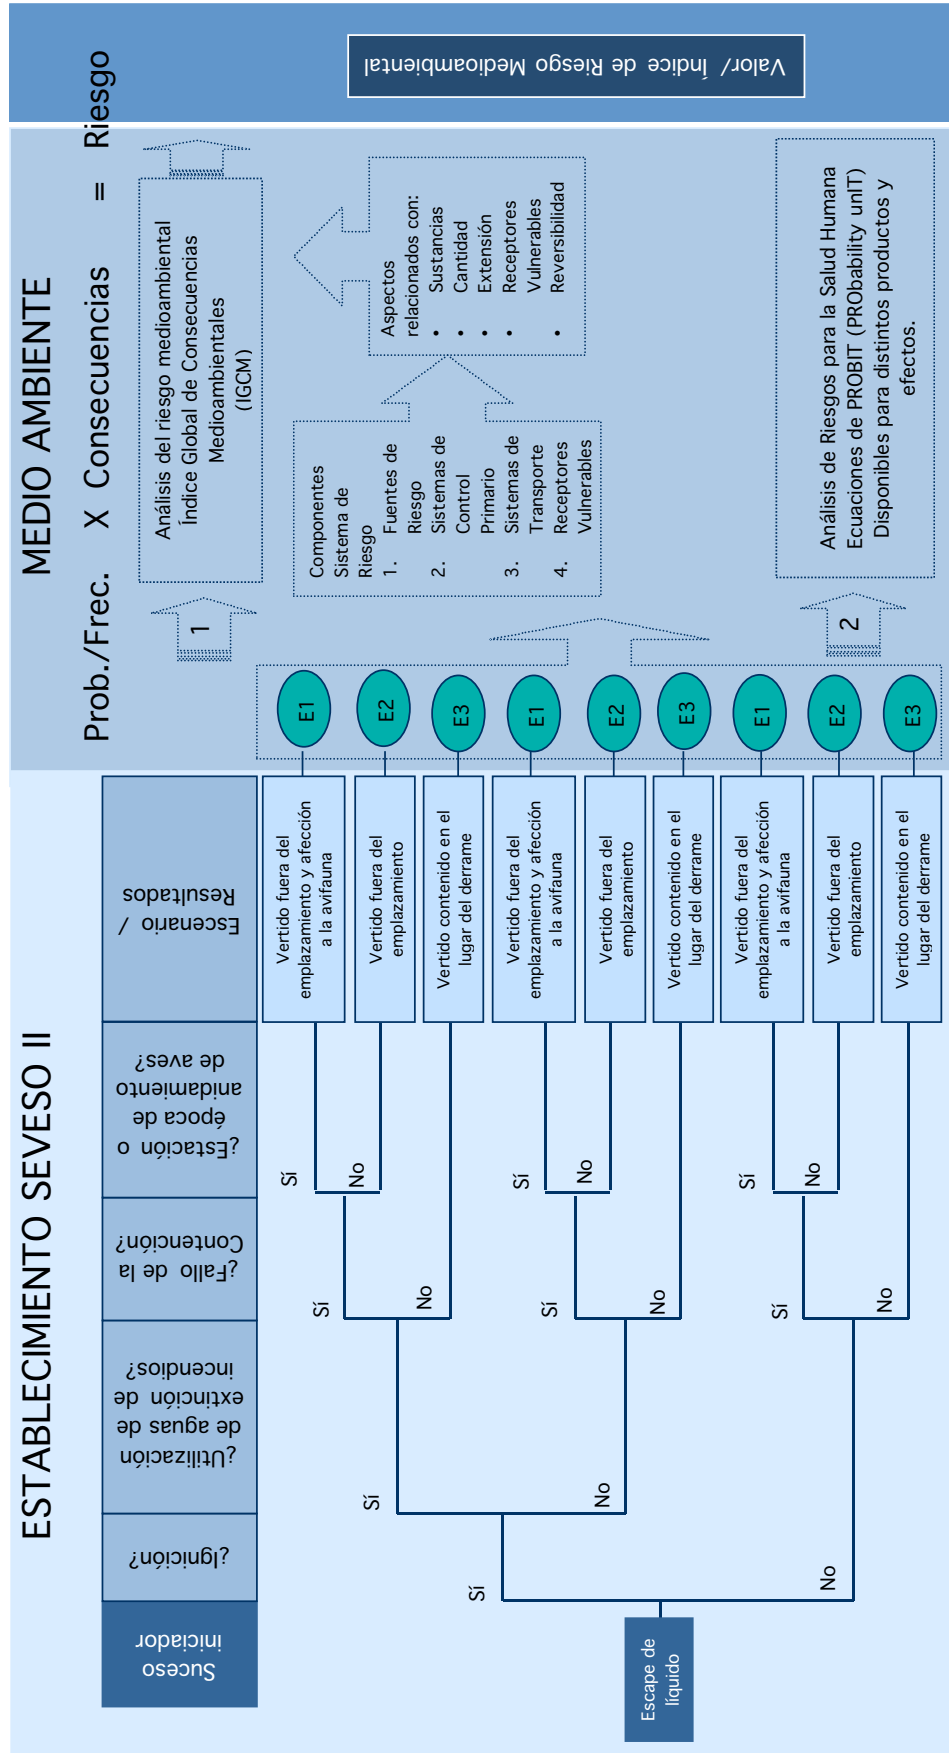 ESTABLECIMIENTO SEVESO II
MEDIO AMBIENTE
Prob./Frec. X Consecuencias = Riesgo
Suceso
iniciador
¿Ignición?
¿Utilización
de aguas de
extinción de
incendios?
¿Fallo de la
Contención?
¿Estación o
época de
anidamiento
de aves?
Escenario /
Resultados
Escape de
líquido
Sí
No
Sí
No
Sí
No
Sí
No
Sí
No
Sí
No
Sí
No
Sí
No
Vertido fuera del
emplazamiento y afección
a la avifauna
E1
Vertido fuera del
emplazamiento
E2
Vertido contenido en el
lugar del derrame
E3
Vertido fuera del
emplazamiento y afección
a la avifauna
E1
Vertido fuera del
emplazamiento
E2
Vertido contenido en el
lugar del derrame
E3
Vertido fuera del
emplazamiento y afección
a la avifauna
E1
Vertido fuera del
emplazamiento
E2
Vertido contenido en el
lugar del derrame
E3
1
Análisis del riesgo medioambiental
Índice Global de Consecuencias
Medioambientales
(IGCM)
Componentes
Sistema de
Riesgo
1. Fuentes de
Riesgo
2. Sistemas de
Control
Primario
3. Sistemas de
Transporte
4. Receptores
Vulnerables
Aspectos
relacionados con:
• Sustancias
• Cantidad
• Extensión
• Receptores
Vulnerables
• Reversibilidad
2
Análisis de Riesgos para la Salud Humana
Ecuaciones de PROBIT (PRObability unIT)
Disponibles para distintos productos y
efectos.
Valor/ Índice de Riesgo Medioambiental